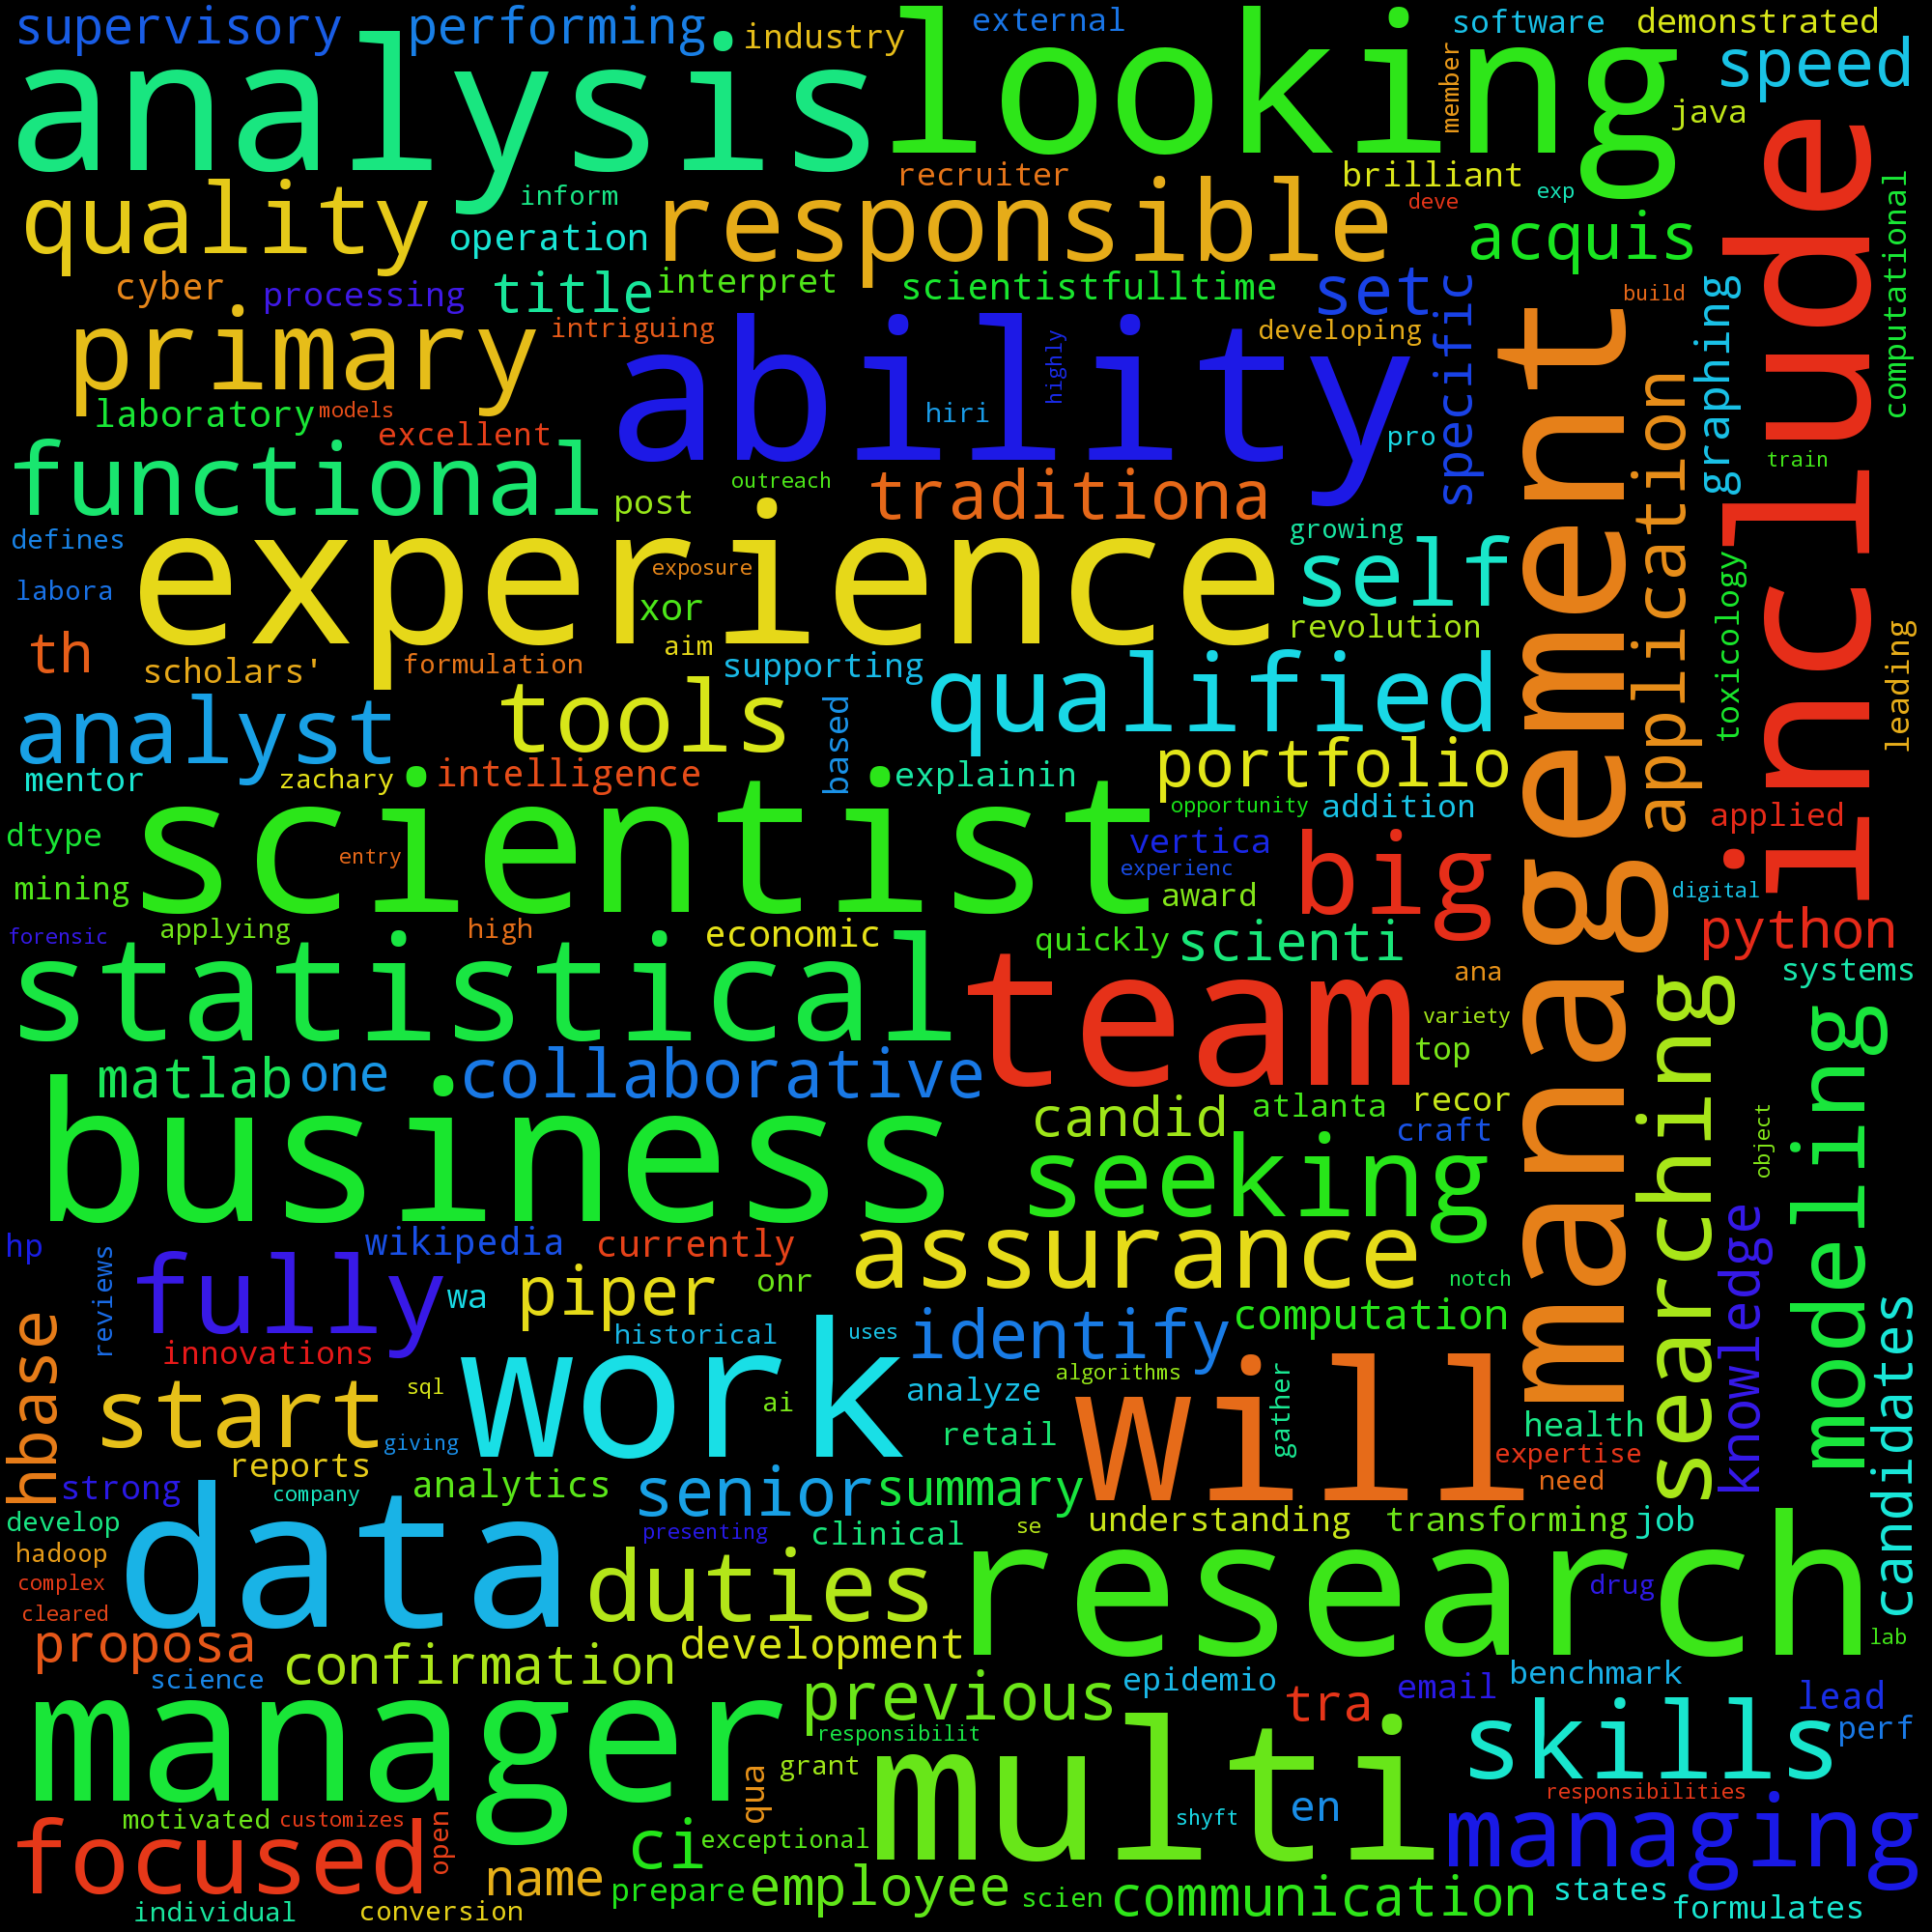 supervisory
performing
industry
external
software
demonstrated
analysis
looking
member
speed
java
include
computational
quality
inform
operation
recruiter
responsible
brilliant
deve
exp
acquis
cyber
processing
title
interpret
scientistfulltime
set
specific
build
graphing
primary
intriguing
ability
highly
developing
management
application
laboratory
models
excellent
hiri
pro
train
functional
post
outreach
traditiona
growing
defines
experience
exposure
self
toxicology
labora
xor
revolution
th
scholars'
formulation
aim
supporting
qualified
leading
analyst
tools
based
portfolio
mentor
zachary
intelligence
explainin
opportunity
addition
applied
dtype
scientist
entry
vertica
experienc
big
mining
award
digital
forensic
applying
high
economic
quickly
scienti
python
statistical
team
ana
systems
variety
searching
modeling
matlab
one
collaborative
top
business
candid
atlanta
recor
craft
object
seeking
hp
reviews
fully
wikipedia
currently
assurance
knowledge
wa
piper
onr
notch
hbase
innovations
historical
uses
identify
computation
candidates
start
sql
work
ai
analyze
algorithms
will
gather
giving
retail
health
reports
expertise
strong
company
analytics
senior
summary
need
develop
data
presenting
clinical
se
understanding
transforming
job
hadoop
complex
duties
research
drug
cleared
proposa
development
lab
science
confirmation
manager
previous
epidemio
tra
email
benchmark
lead
responsibilit
multi
skills
perf
qua
grant
motivated
customizes
open
shyft
en
responsibilities
focused
ci
exceptional
managing
name
prepare
employee
scien
communication
states
individual
conversion
formulates